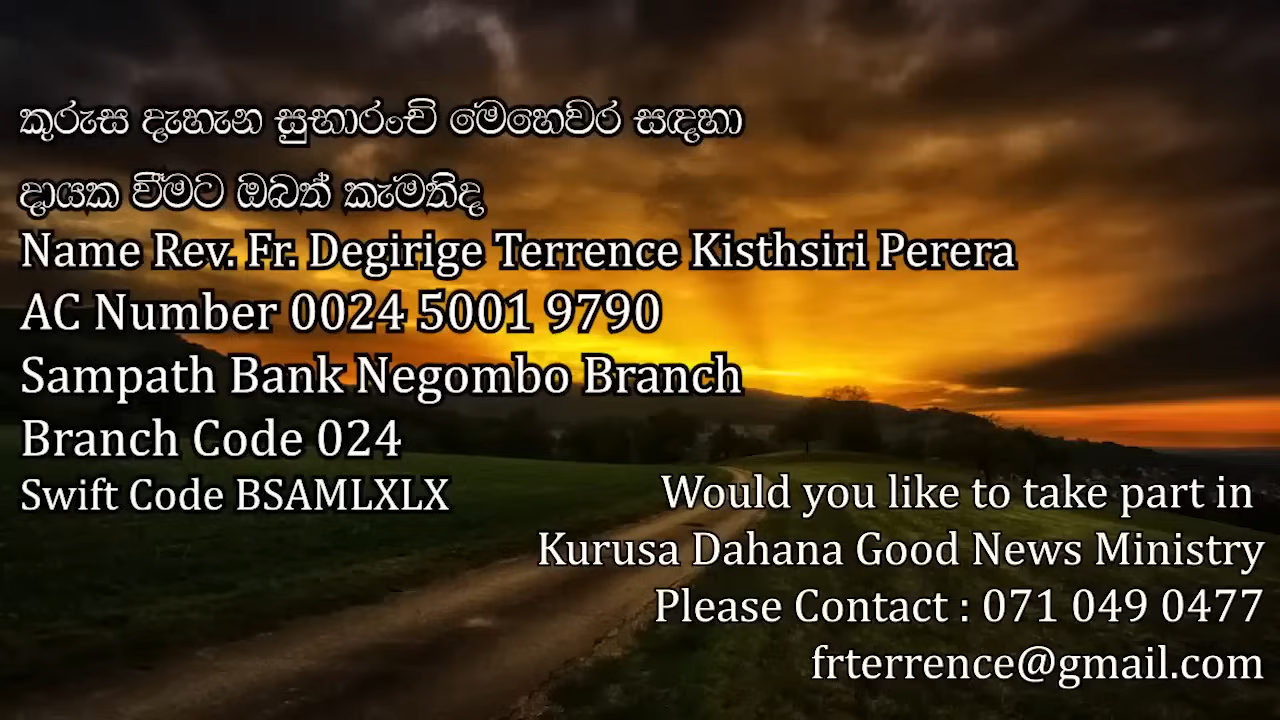 කුරුස දැහැන සුභාරංචි මෙහෙවර සඳහා
දායක වීමට ඔබත් කැමතිද
Name Rev. Fr. Degirige Terrence Kisthsiri Perera
AC Number 0024 5001 9790
Sampath Bank Negombo Branch
Branch Code 024
Swift Code BSAMLXLX
Would you like to take part in
Kurusa Dahana Good News Ministry
Please Contact : 071 049 0477
frterrence@gmail.com